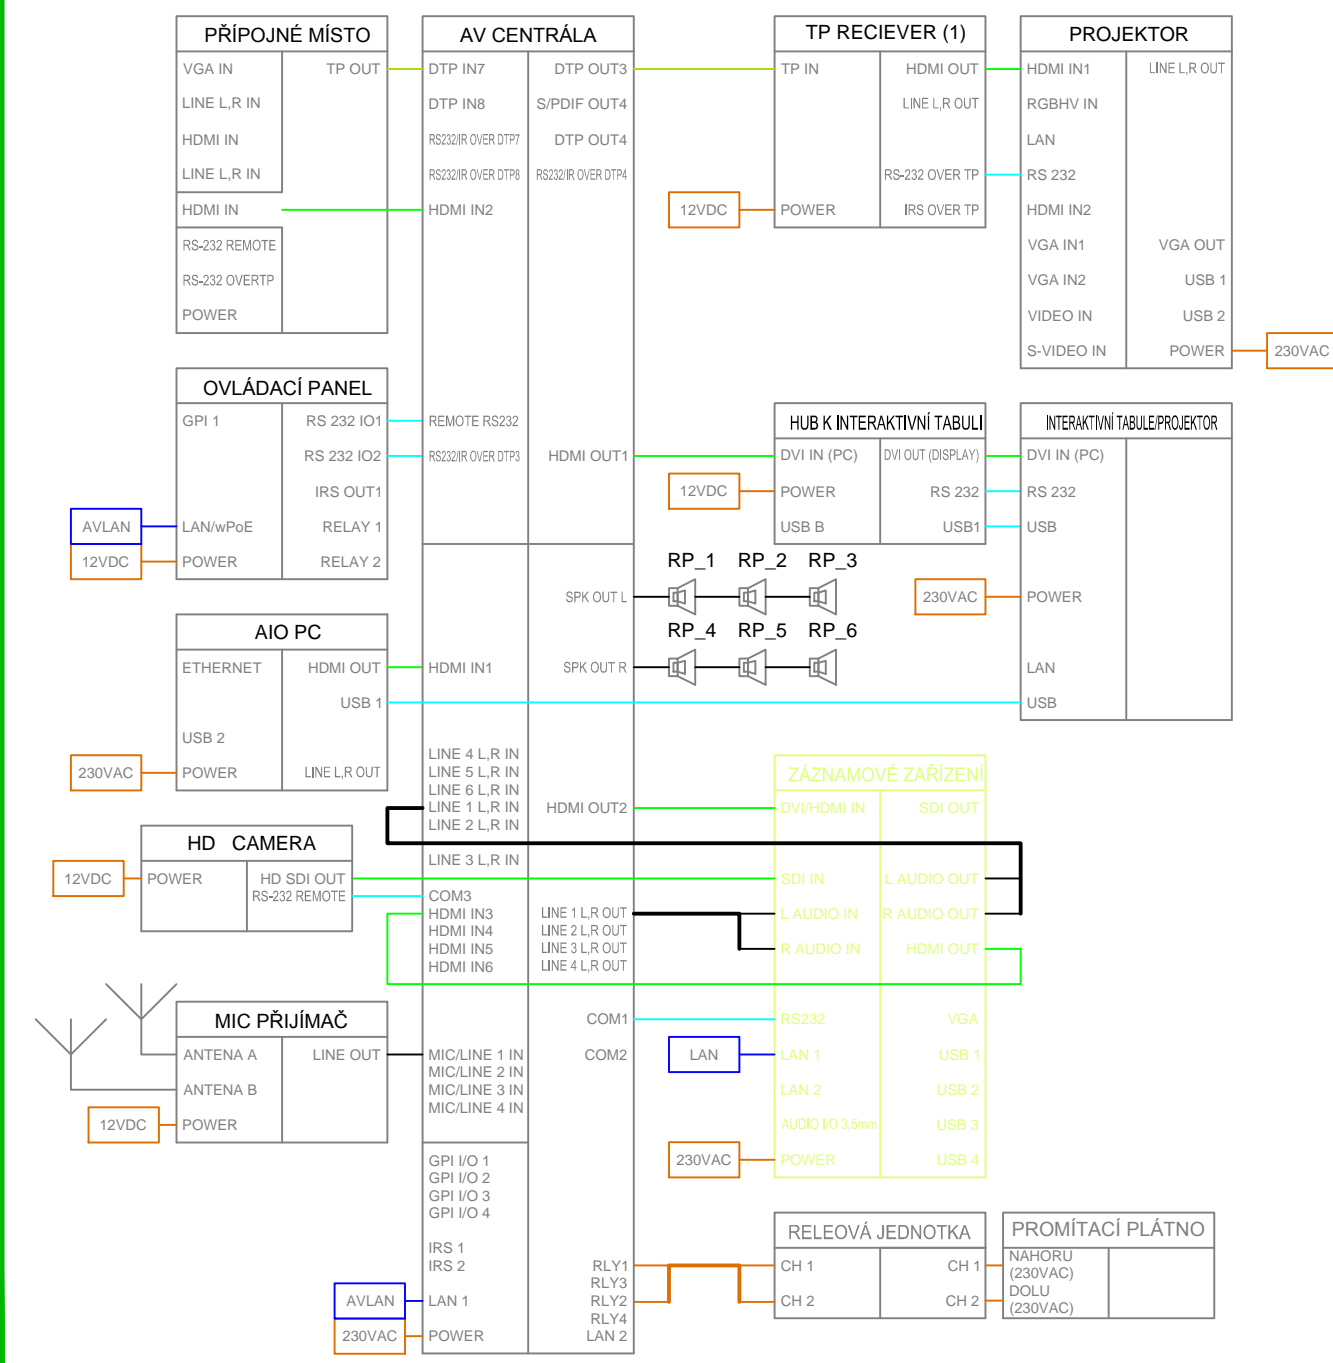 PŘÍPOJNÉ MÍSTO
VGA IN
TP OUT
LINE L,R IN
HDMI IN
LINE L,R IN
HDMI IN
RS-232 REMOTE
RS-232 OVERTP
POWER
OVLÁDACÍ PANEL
GPI 1
RS 232 IO1
RS 232 IO2
IRS OUT1
AVLAN
LAN/wPoE
RELAY 1
12VDC
POWER
RELAY 2
AIO PC
ETHERNET
HDMI OUT
USB 1
USB 2
230VAC
POWER
LINE L,R OUT
HD CAMERA
12VDC
POWER
HD SDI OUT
RS-232 REMOTE
MIC PŘIJÍMAČ
ANTENA A
LINE OUT
ANTENA B
12VDC
POWER
AV CENTRÁLA
DTP IN7
DTP OUT3
DTP IN8
S/PDIF OUT4
RS232/IR OVER DTP7
DTP OUT4
RS232/IR OVER DTP8
RS232/IR OVER DTP4
HDMI IN2
REMOTE RS232
RS232/IR OVER DTP3
HDMI OUT1
SPK OUT L
HDMI IN1
SPK OUT R
LINE 4 L,R IN
LINE 5 L,R IN
LINE 6 L,R IN
LINE 1 L,R IN
HDMI OUT2
LINE 2 L,R IN
LINE 3 L,R IN
COM3
HDMI IN3
LINE 1 L,R OUT
HDMI IN4
LINE 2 L,R OUT
HDMI IN5
LINE 3 L,R OUT
HDMI IN6
LINE 4 L,R OUT
COM1
MIC/LINE 1 IN
COM2
MIC/LINE 2 IN
MIC/LINE 3 IN
MIC/LINE 4 IN
GPI I/O 1
GPI I/O 2
GPI I/O 3
GPI I/O 4
IRS 1
IRS 2
RLY1
RLY3
AVLAN
LAN 1
RLY2
RLY4
230VAC
POWER
LAN 2
TP RECIEVER (1)
TP IN
HDMI OUT
LINE L,R OUT
RS-232 OVER TP
12VDC
POWER
IRS OVER TP
PROJEKTOR
HDMI IN1
LINE L,R OUT
RGBHV IN
LAN
RS 232
HDMI IN2
VGA IN1
VGA OUT
VGA IN2
USB 1
VIDEO IN
USB 2
S-VIDEO IN
POWER
230VAC
HUB K INTERAKTIVNÍ TABULI
DVI IN (PC)
DVI OUT (DISPLAY)
12VDC
POWER
RS 232
USB B
USB1
INTERAKTIVNÍ TABULE/PROJEKTOR
DVI IN (PC)
RS 232
USB
230VAC
POWER
LAN
USB
RP_1
RP_2
RP_3
RP_4
RP_5
RP_6
ZÁZNAMOVÉ ZAŘÍZENÍ
DVI/HDMI IN
SDI OUT
SDI IN
L AUDIO OUT
L AUDIO IN
R AUDIO OUT
R AUDIO IN
HDMI OUT
RS232
VGA
LAN
LAN 1
USB 1
LAN 2
USB 2
AUDIO I/O 3,5mm
USB 3
230VAC
POWER
USB 4
RELEOVÁ JEDNOTKA
CH 1
CH 1
CH 2
CH 2
PROMÍTACÍ PLÁTNO
NAHORU
(230VAC)
DOLU
(230VAC)